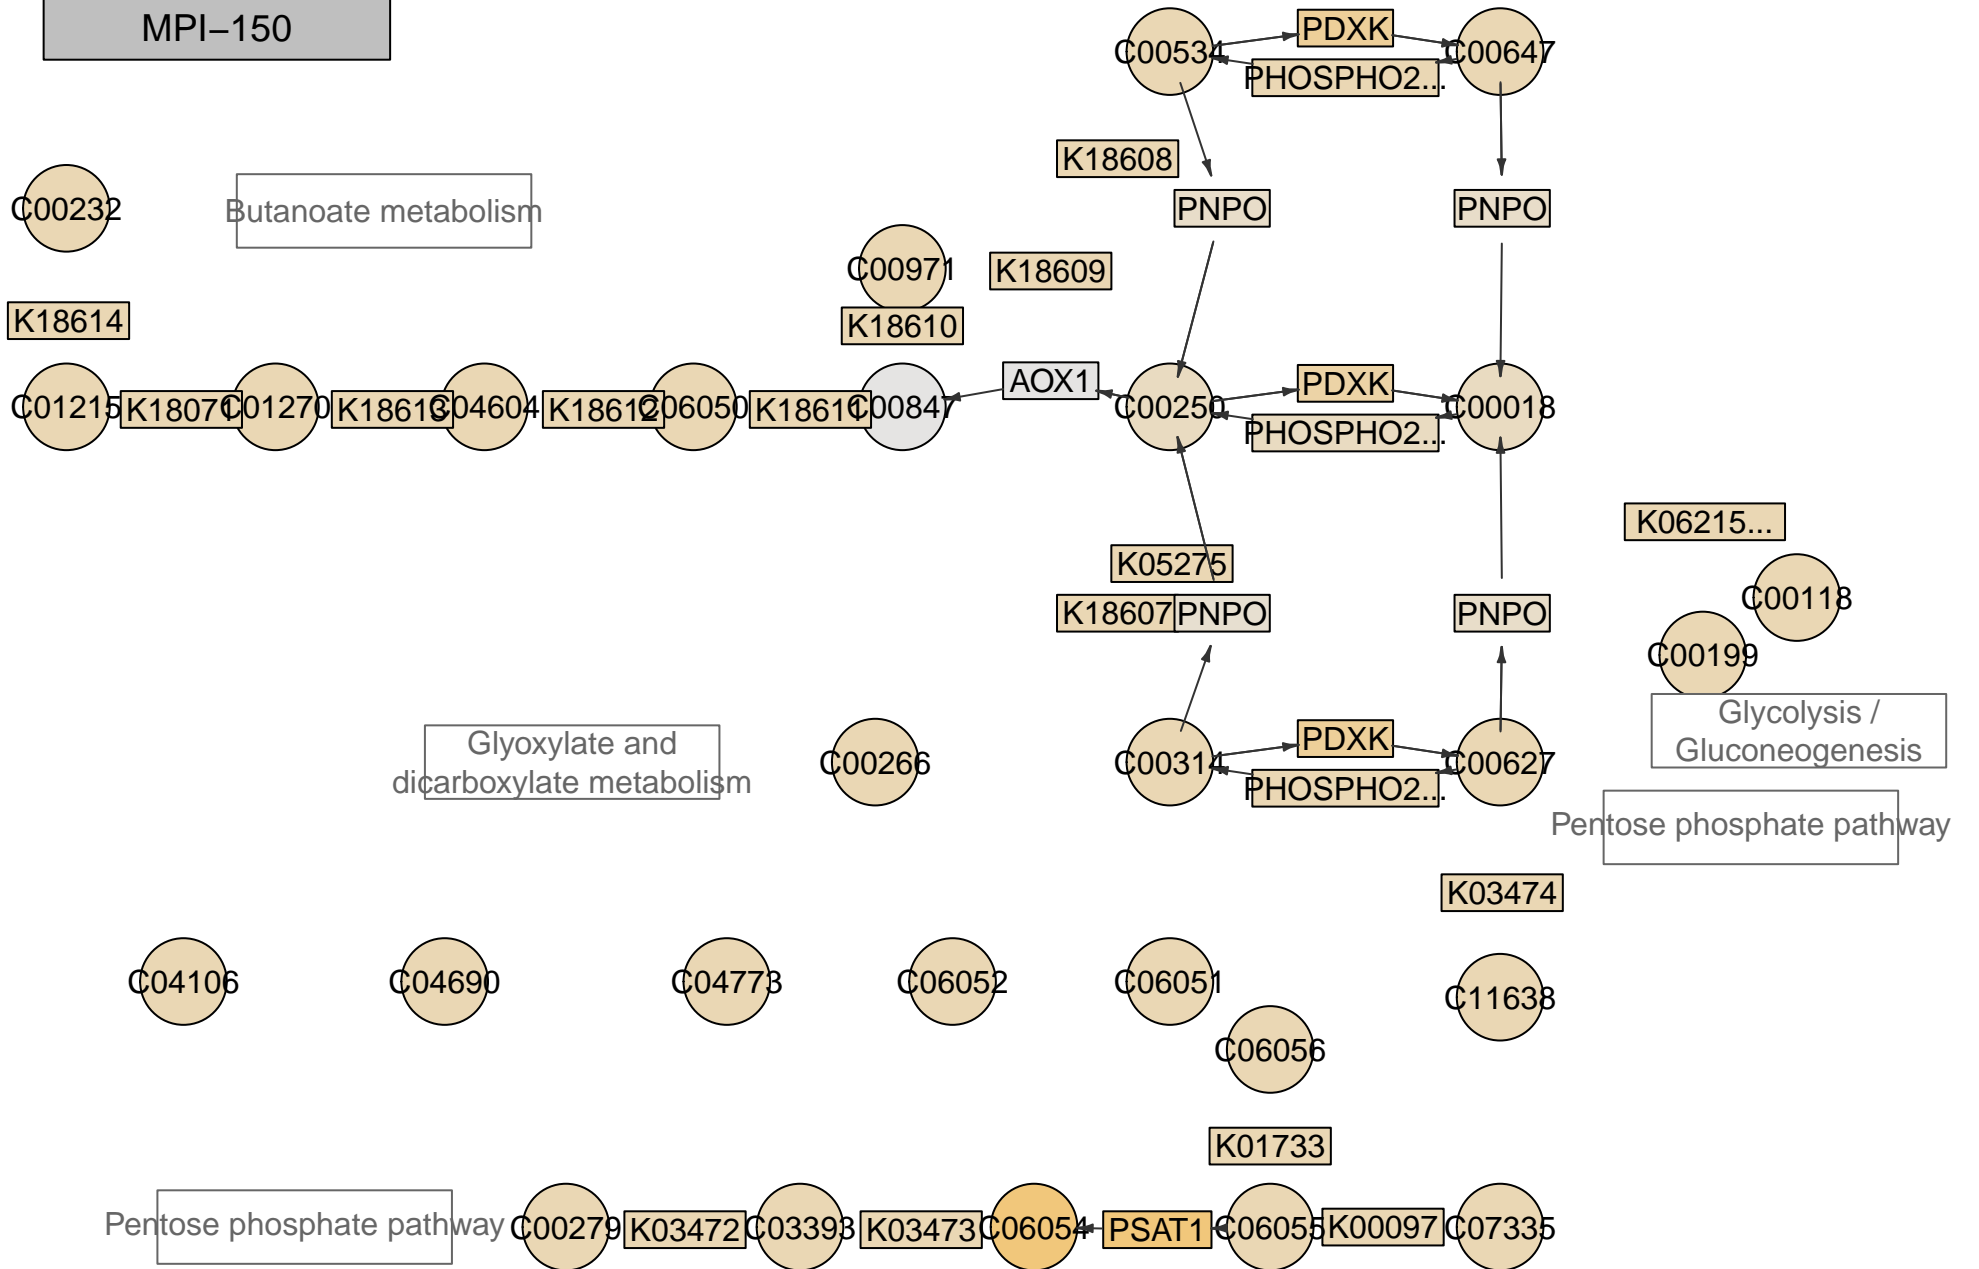 MPI–150
C00534
PDXK
C00647
PHOSPHO2...
K18608
C00232
Butanoate metabolism
PNPO
PNPO
C00971
K18609
K18614
K18610
AOX1
PDXK
C01215
K18071
C01270
K18613
C04604
K18612
C06050
K18611
C00847
C00250
C00018
PHOSPHO2...
K06215...
K05275
C00118
K18607
PNPO
PNPO
C00199
Glycolysis /
Gluconeogenesis
Glyoxylate and
dicarboxylate metabolism
C00266
C00314
PDXK
C00627
PHOSPHO2...
Pentose phosphate pathway
K03474
C04106
C04690
C04773
C06052
C06051
C11638
C06056
K01733
Pentose phosphate pathway
C00279
K03472
C03393
K03473
C06054
PSAT1
C06055
K00097
C07335